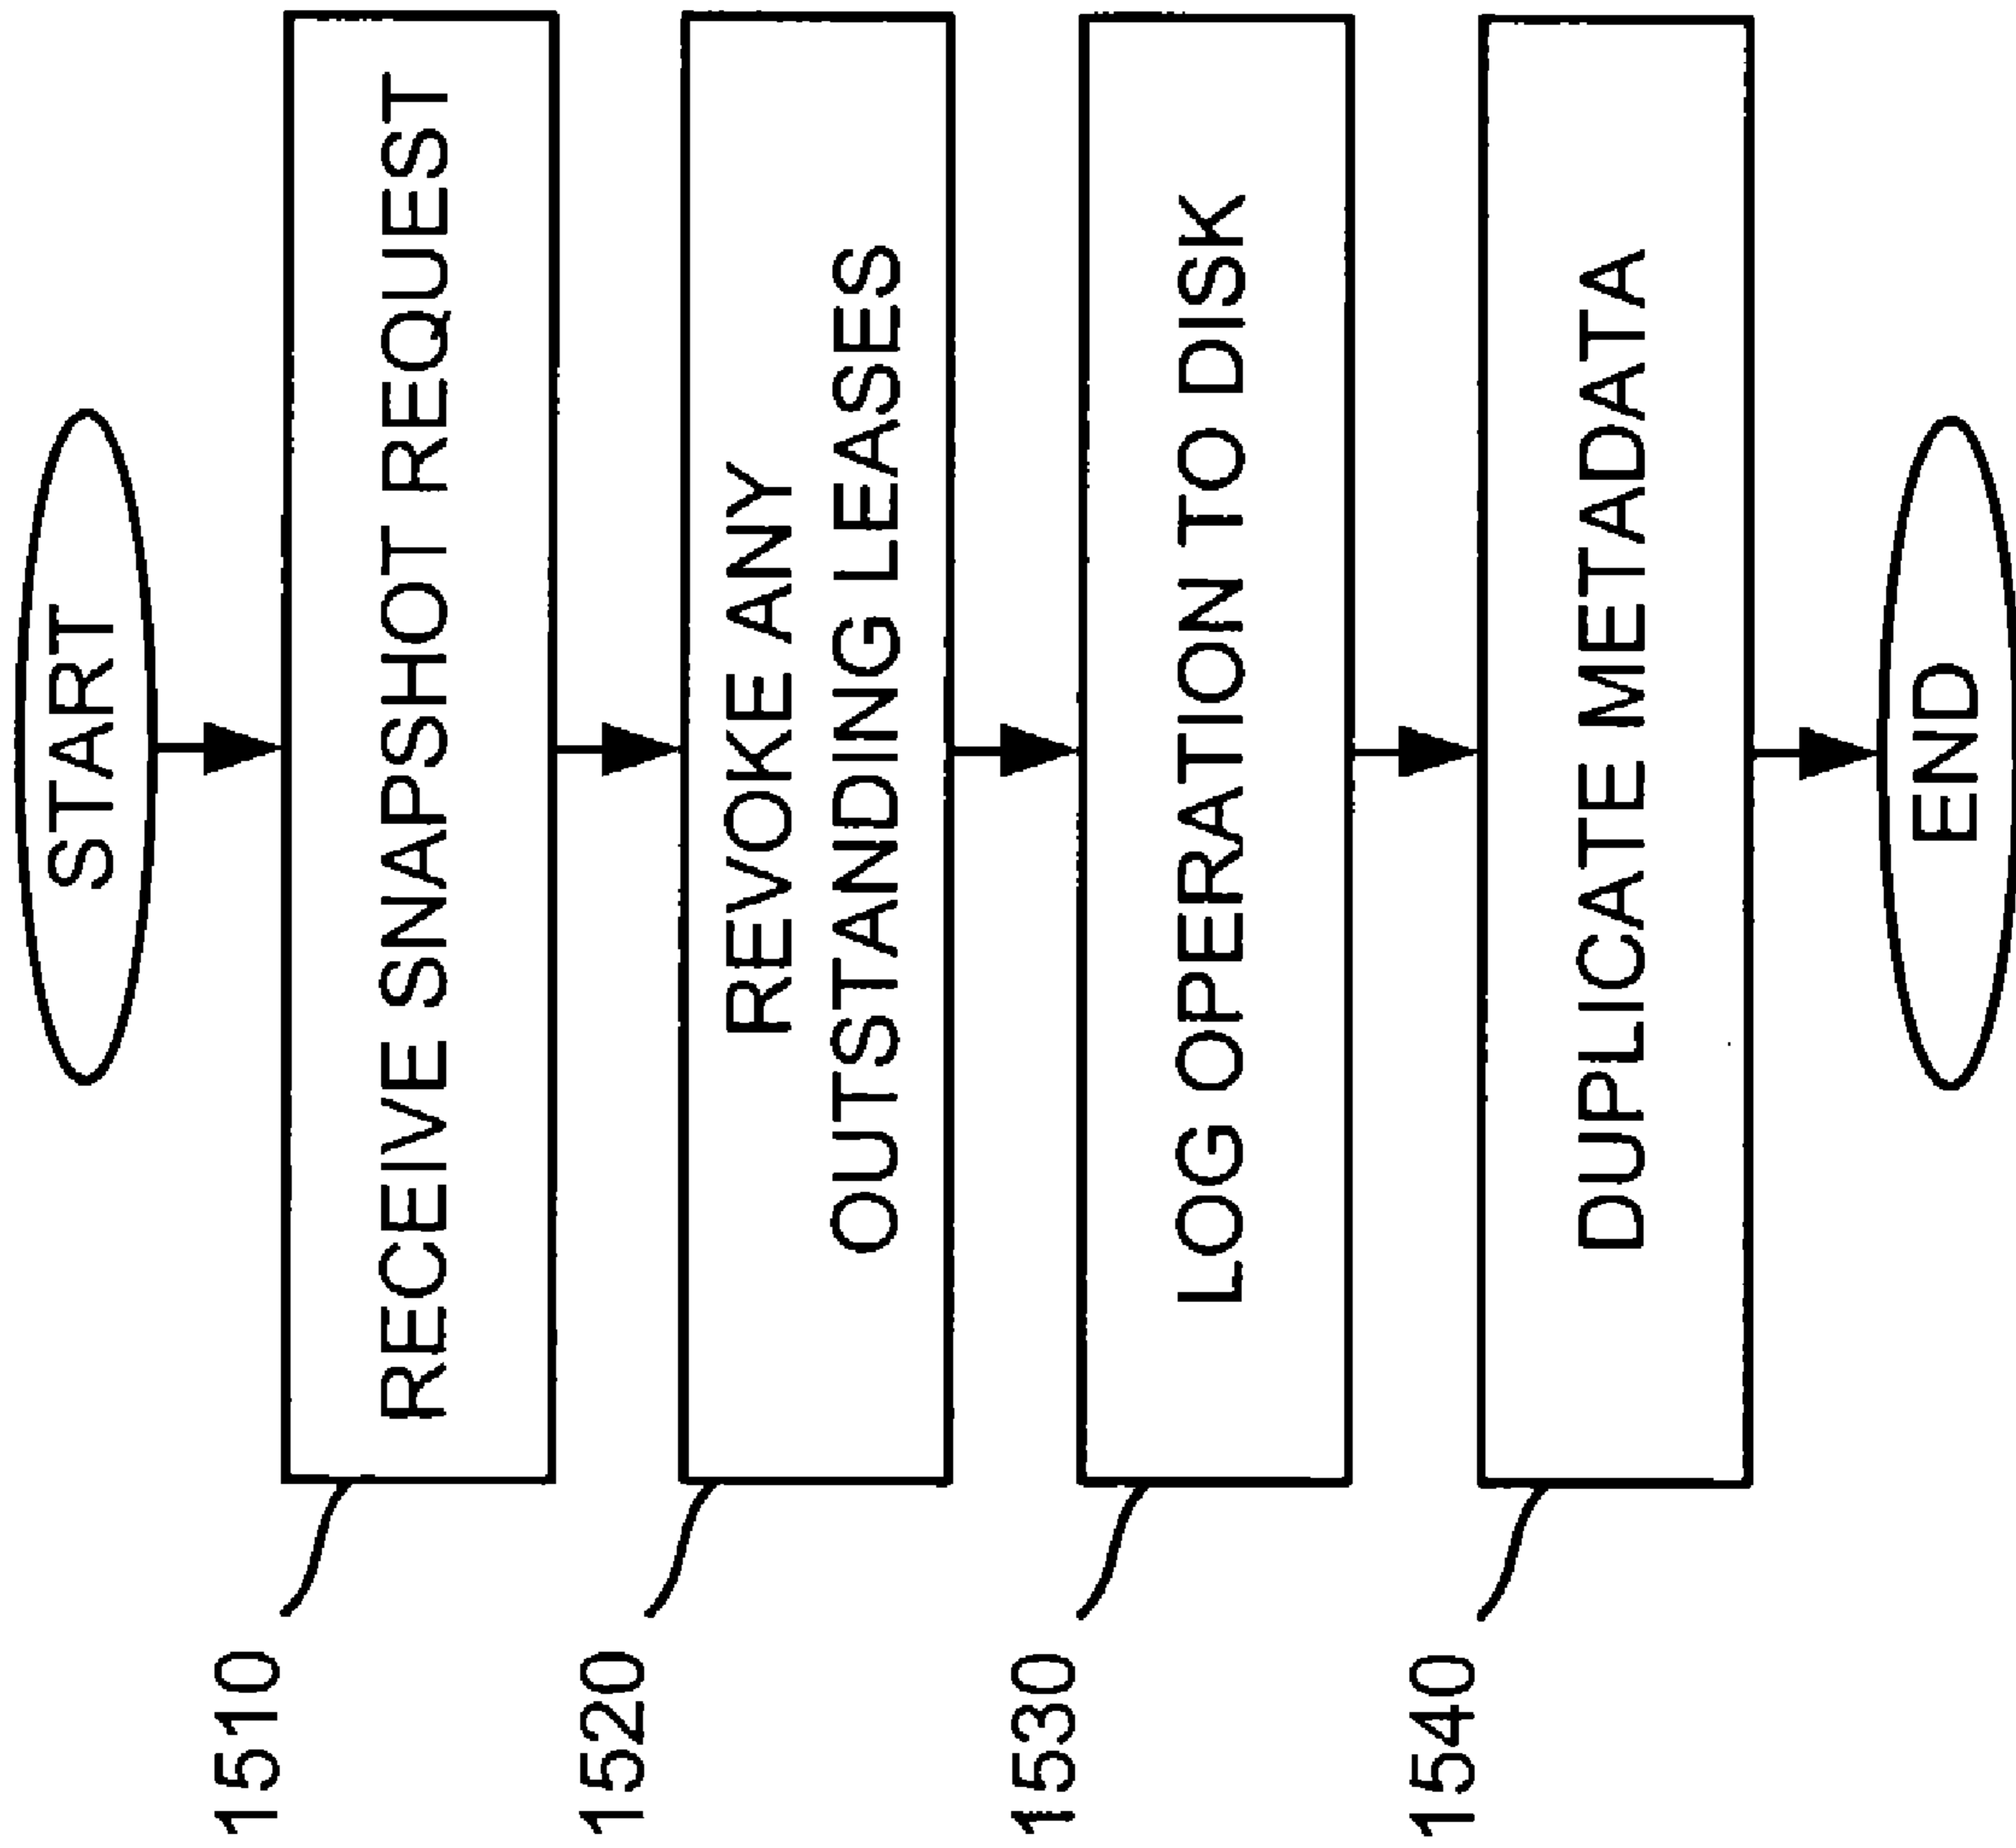 START
1510
RECEIVE SNAPSHOT REQUEST
1520
REVOKE ANY
OUTSTANDING LEASES
1530
LOG OPERATION TO DISK
1540
DUPLICATE METADATA
END